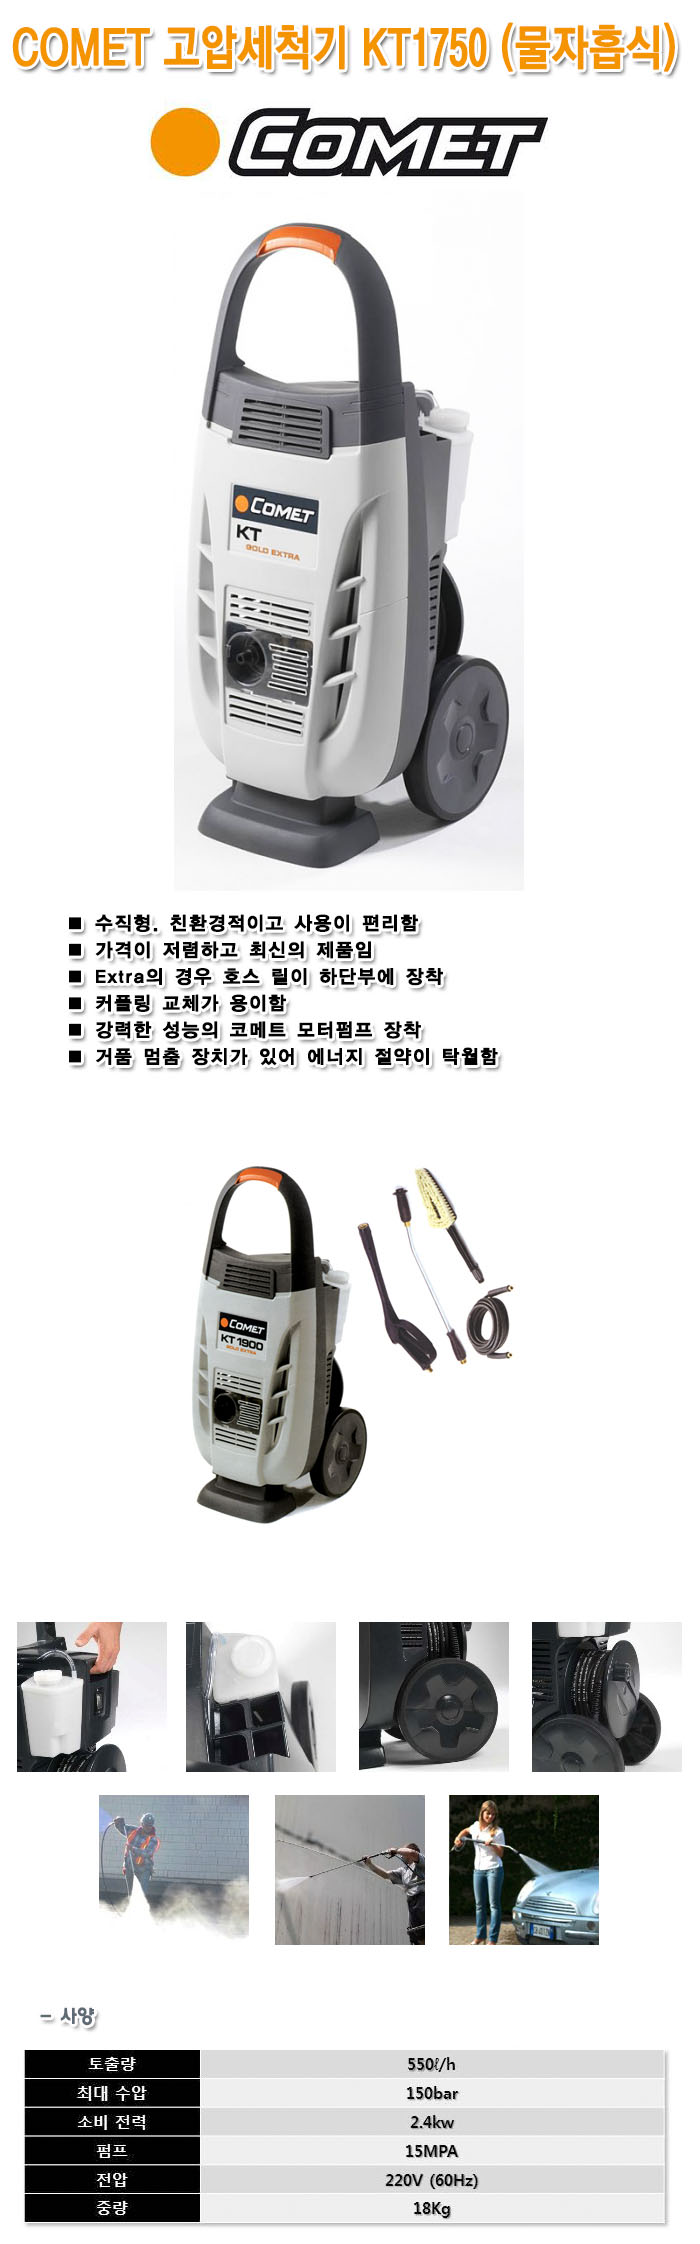 COMET 고압세척기 KT1750 (물자흡식)
COMET
COMET
KT
GOLD EXTRA
■ 수직형. 친환경적이고 사용이 편리함
■ 가격이 저렴하고 최신의 제품임
■ Extra의 경우 호스 릴이 하단부에 장착
■ 커플링 교체가 용이함
■ 강력한 성능의 코메트 모터펌프 장착
■ 거품 멈춤 장치가 있어 에너지 절약이 탁월함
COMET
KT 1900
GOLD EXTRA
- 사양
토출량 550ℓ/h
최대 수압 150bar
소비 전력 2.4kw
펌프 15MPA
전압 220V (60Hz)
중량 18Kg